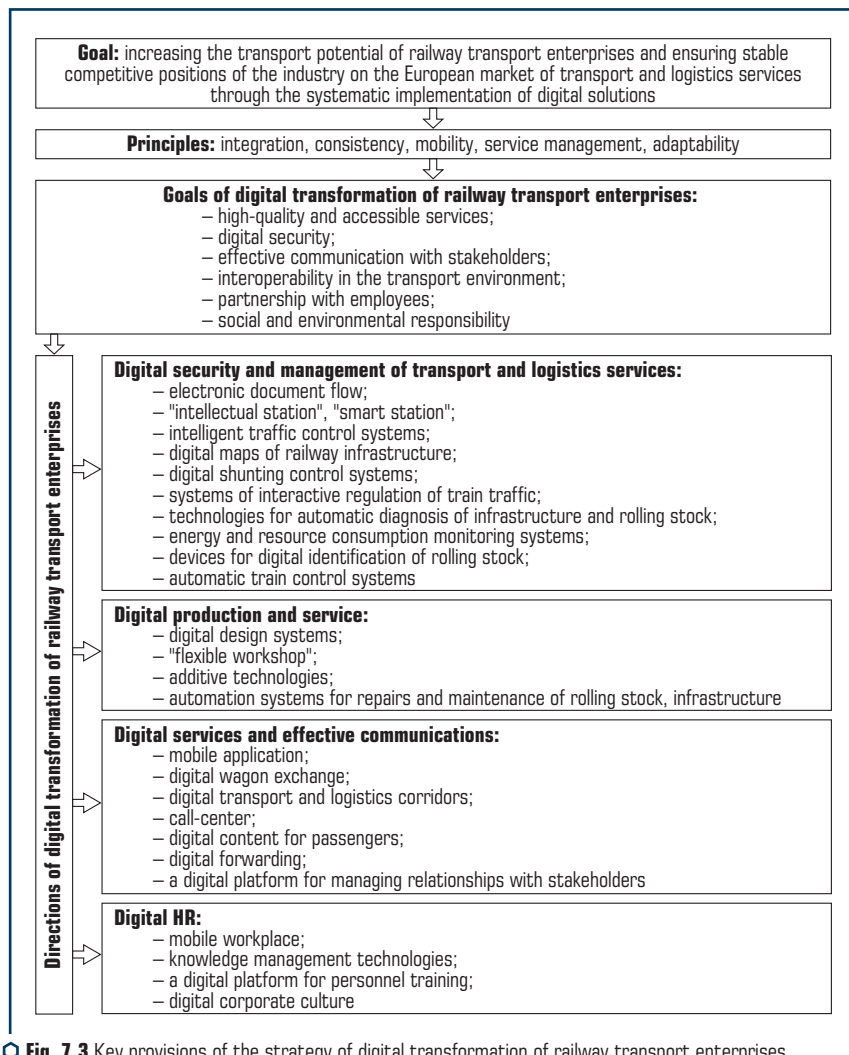 Goal: increasing the transport potential of railway transport enterprises and ensuring stable
competitive positions of the industry on the European market of transport and logistics services
through the systematic implementation of digital solutions
Principles: integration, consistency, mobility, service management, adaptability
Goals of digital transformation of railway transport enterprises:
– high-quality and accessible services;
– digital security;
– effective communication with stakeholders;
– interoperability in the transport environment;
– partnership with employees;
– social and environmental responsibility
Directions of digital transformation of railway transport enterprises
Digital security and management of transport and logistics services:
– electronic document flow;
– "intellectual station", "smart station";
– intelligent traffic control systems;
– digital maps of railway infrastructure;
– digital shunting control systems;
– systems of interactive regulation of train traffic;
– technologies for automatic diagnosis of infrastructure and rolling stock;
– energy and resource consumption monitoring systems;
– devices for digital identification of rolling stock;
– automatic train control systems
Digital production and service:
– digital design systems;
– "flexible workshop";
– additive technologies;
– automation systems for repairs and maintenance of rolling stock, infrastructure
Digital services and effective communications:
– mobile application;
– digital wagon exchange;
– digital transport and logistics corridors;
– call-center;
– digital content for passengers;
– digital forwarding;
– a digital platform for managing relationships with stakeholders
Digital HR:
– mobile workplace;
– knowledge management technologies;
– a digital platform for personnel training;
– digital corporate culture
Fig. 7.3 Key provisions of the strategy of digital transformation of railway transport enterprises